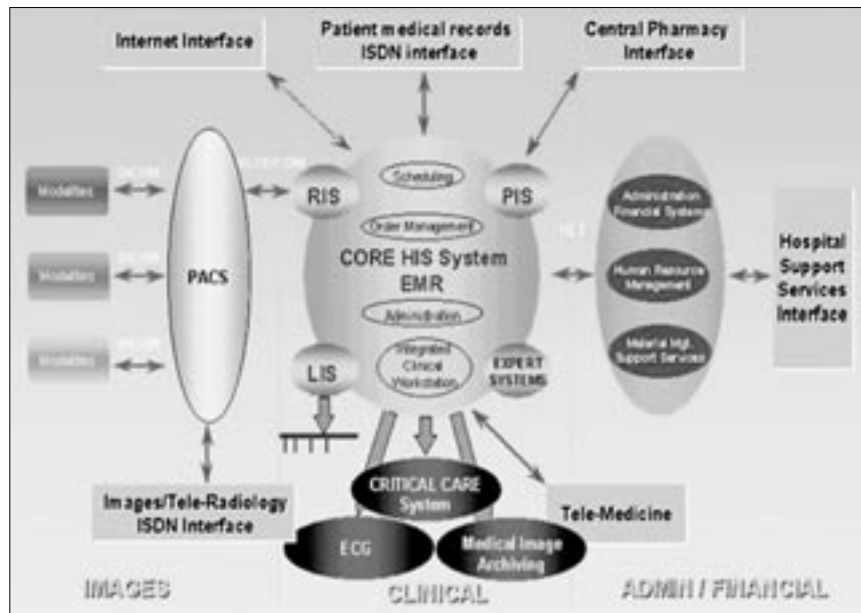 Internet Interface
Patient medical records
ISDN interface
Central Pharmacy
Interface
Modalities
Modalities
Modalities
PACS
RIS
Scheduling
PIS
Order Management
CORE HIS System
EMR
Administration
LIS
Integrated
Clinical
Workstation
EXPERT
SYSTEMS
Administration
Financial Systems
Human Resource
Management
Material Mgt.
Support Services
Hospital
Support
Services
Interface
Images/Tele-Radiology
ISDN Interface
CRITICAL CARE
System
ECG
Medical Image
Archiving
Tele-Medicine
IMAGES
CLINICAL
ADMIN / FINANCIAL